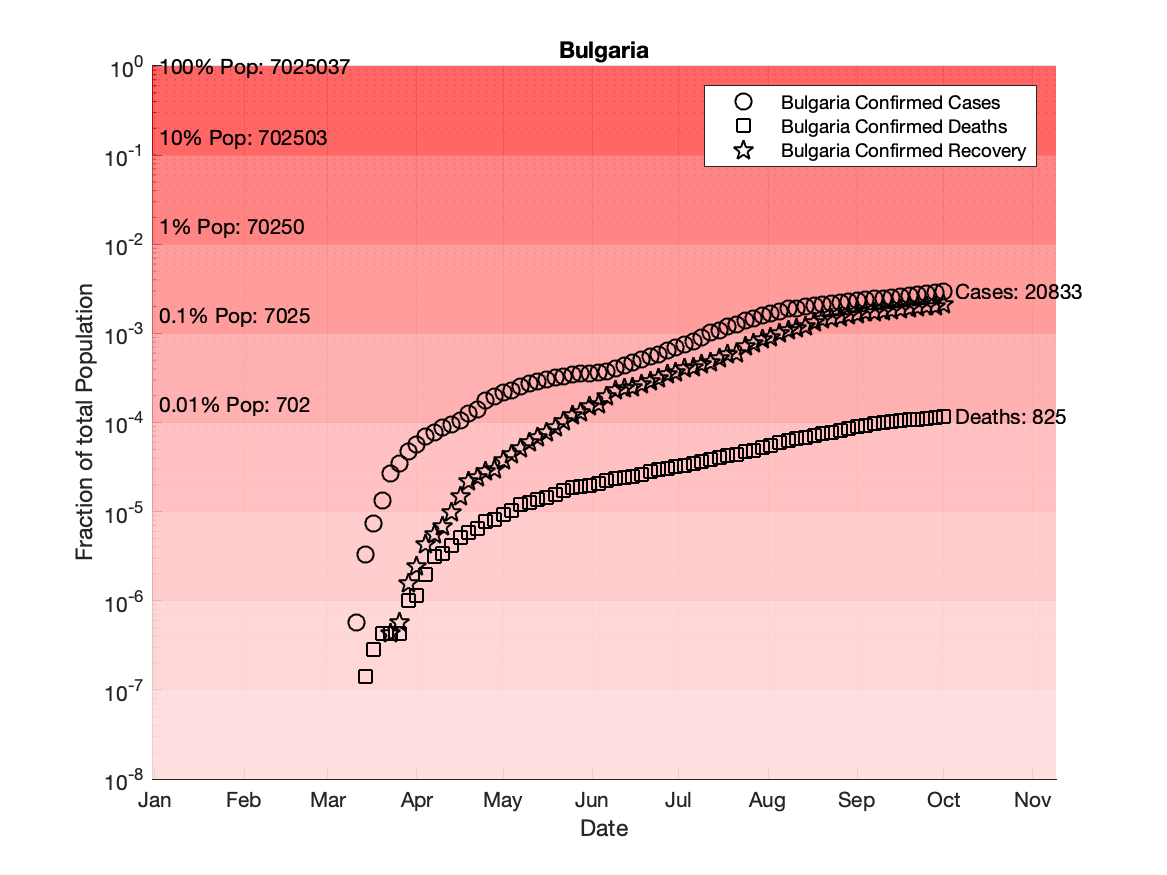 Bulgaria
10^0
100% Pop: 7025037
Bulgaria Confirmed Cases
Bulgaria Confirmed Deaths
Bulgaria Confirmed Recovery
10% Pop: 702503
10^-1
1% Pop: 70250
10^-2
Cases: 20833
0.1% Pop: 7025
10^-3
0.01% Pop: 702
10^-4
Deaths: 825
10^-5
10^-6
10^-7
10^-8
Fraction of total Population
Jan Feb Mar Apr May Jun Jul Aug Sep Oct Nov
Date